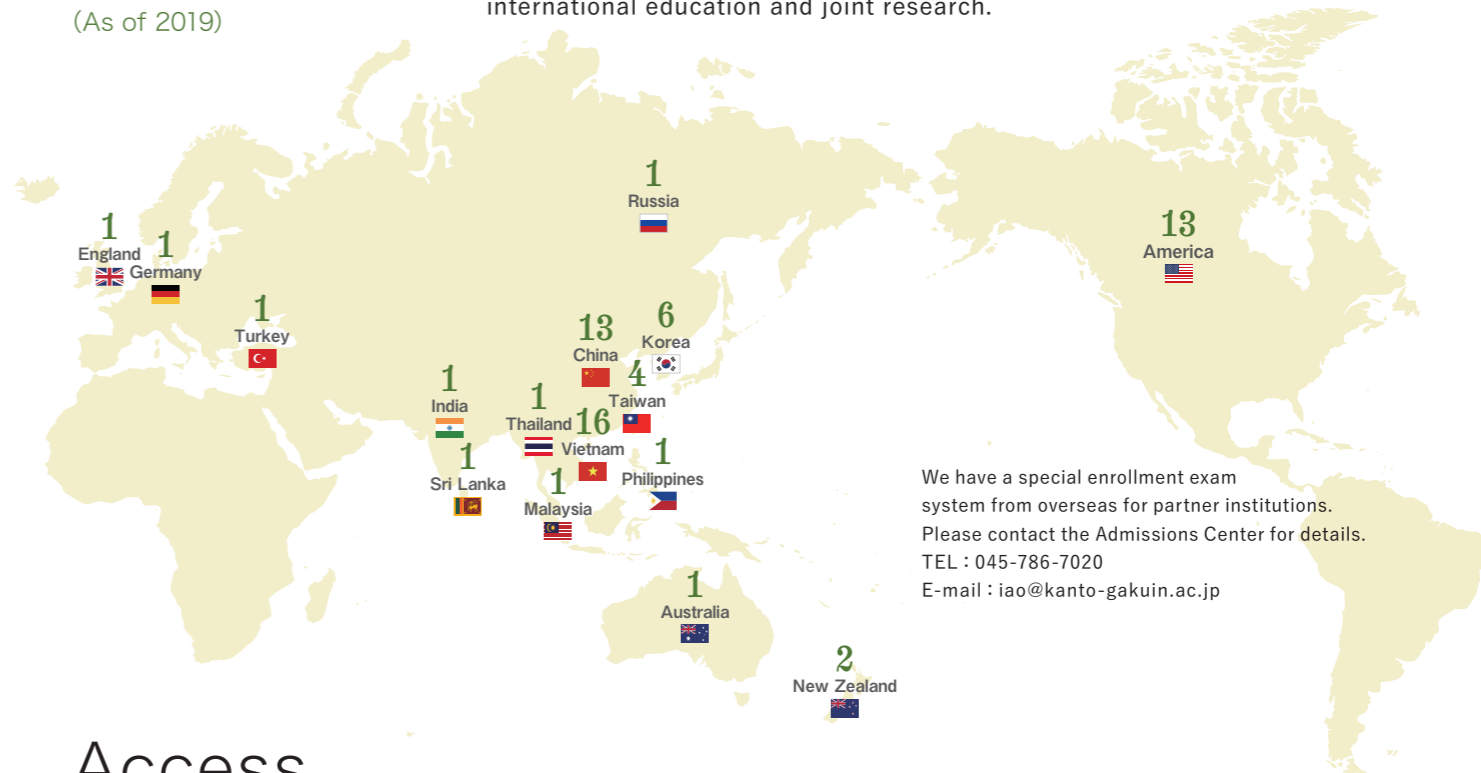 international education and joint research.
(As of 2019)
1
Russia
1
England
1
Germany
13
America
1
Turkey
13
China
6
Korea
4
Taiwan
1
India
1
Thailand
16
Vietnam
1
Philippines
1
Sri Lanka
1
Malaysia
We have a special enrollment exam
system from overseas for partner institutions.
Please contact the Admissions Center for details.
TEL : 045-786-7020
E-mail : iao@kanto-gakuin.ac.jp
1
Australia
2
New Zealand
Access